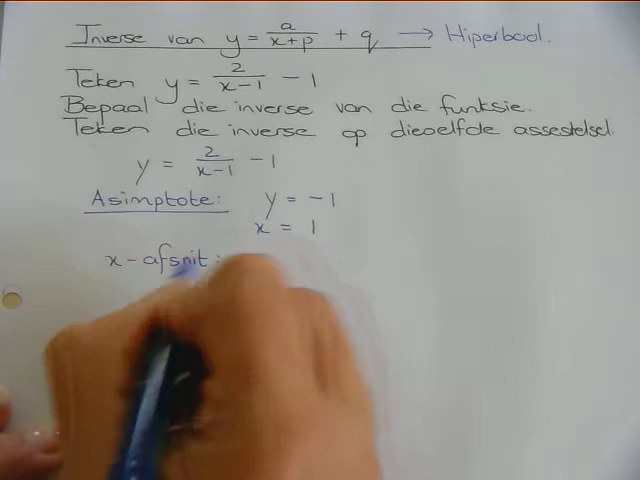 Inverse van y = a/(x+p) + q → Hiperbool.
Teken y = 2/(x-1) - 1
Bepaal die inverse van die funksie.
Teken die inverse op dieselfde assestelsel.
y = 2/(x-1) - 1
Asimptote: y = -1
x = 1
x-afsnit: